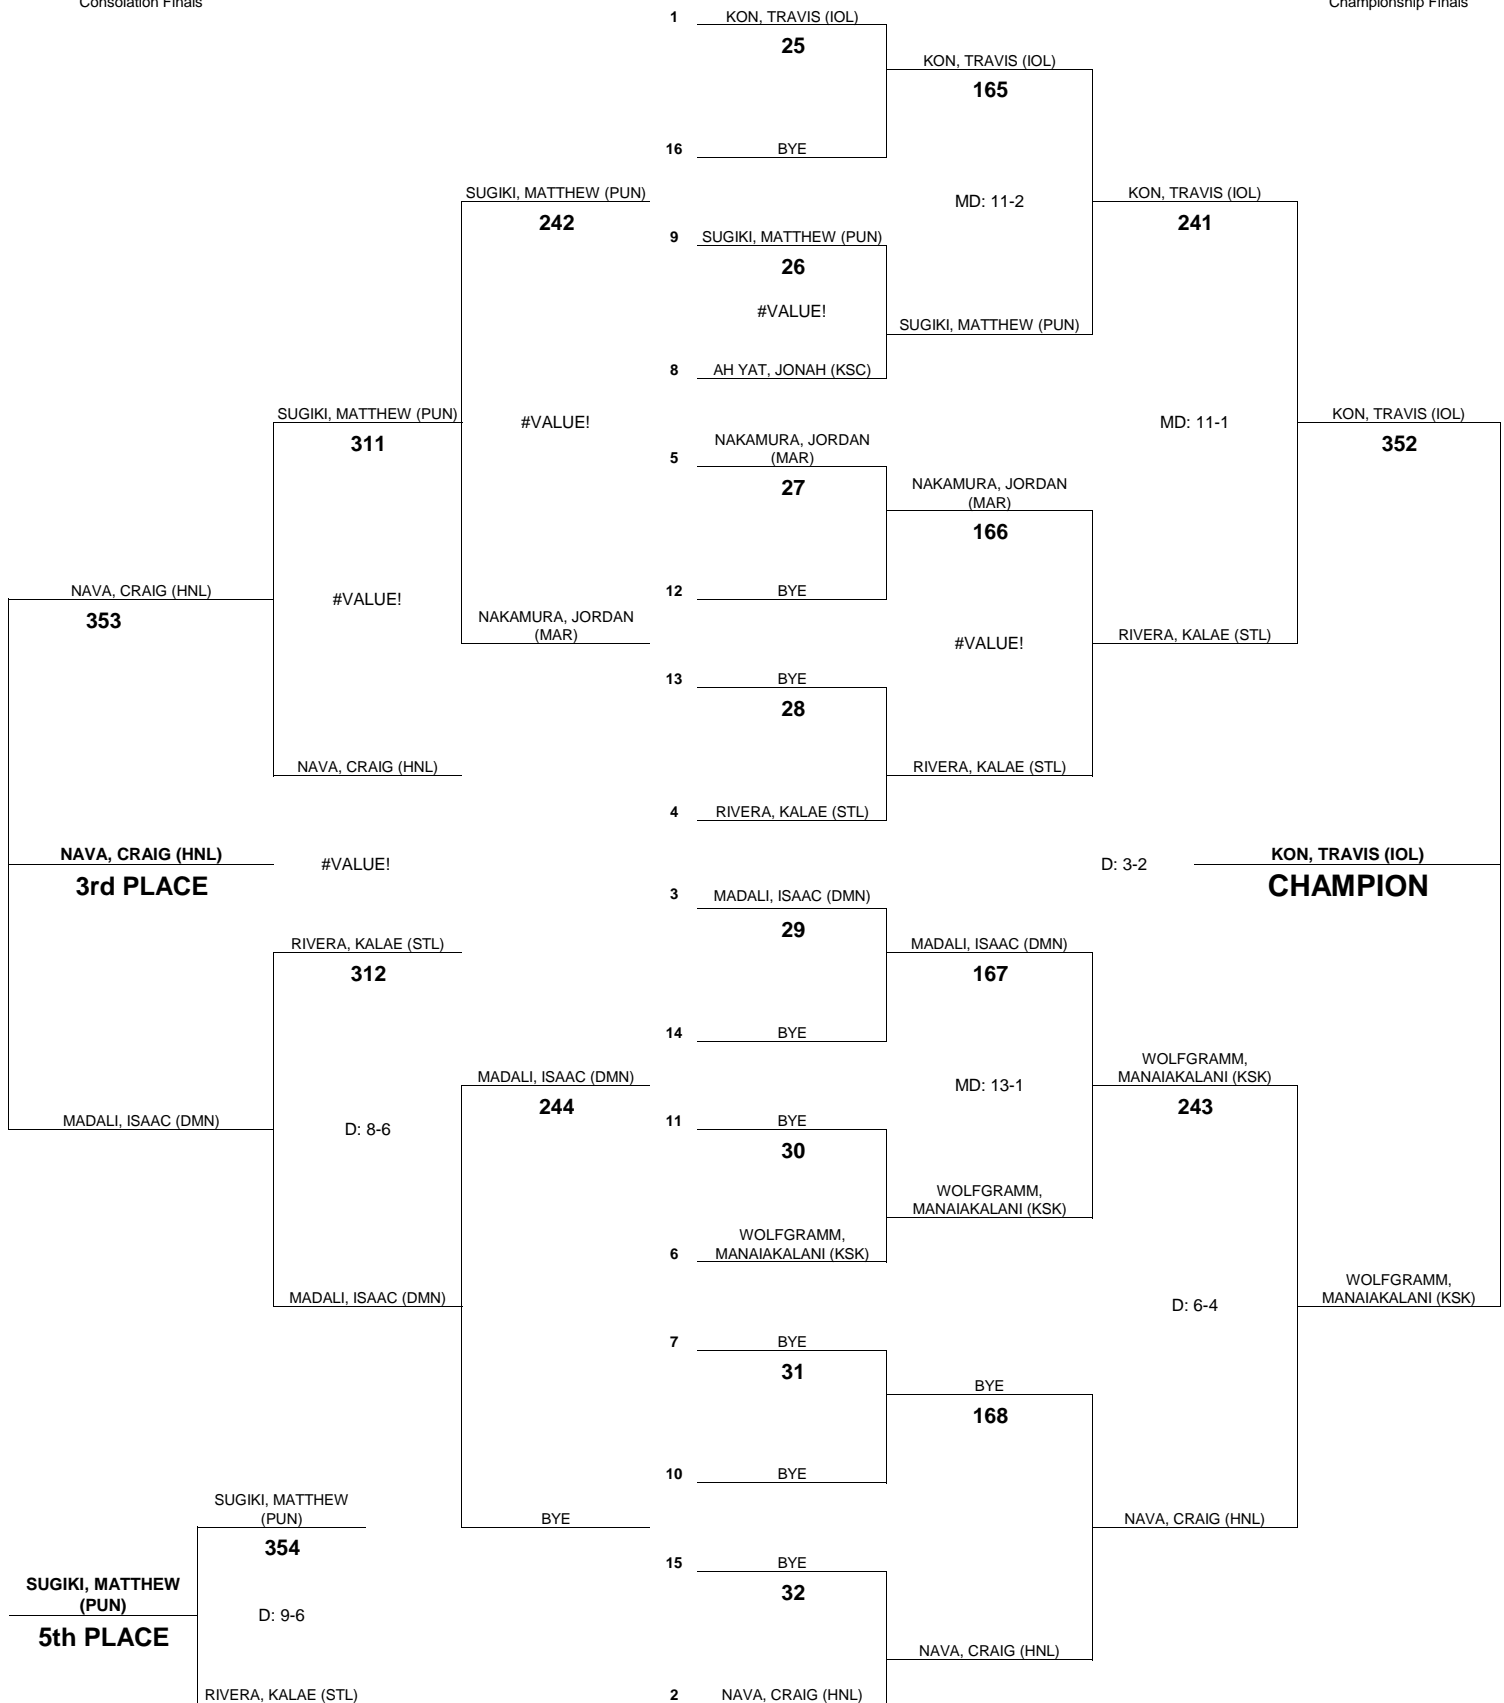 Consolation Finals
Championship Finals
1 KON, TRAVIS (IOL)
25
KON, TRAVIS (IOL)
165
16 BYE
SUGIKI, MATTHEW (PUN)
MD: 11-2
KON, TRAVIS (IOL)
242
241
9 SUGIKI, MATTHEW (PUN)
26
#VALUE!
SUGIKI, MATTHEW (PUN)
8 AH YAT, JONAH (KSC)
SUGIKI, MATTHEW (PUN)
#VALUE!
MD: 11-1
KON, TRAVIS (IOL)
311
352
NAKAMURA, JORDAN
5 (MAR)
27
NAKAMURA, JORDAN
(MAR)
166
NAVA, CRAIG (HNL)
#VALUE!
12 BYE
353
NAKAMURA, JORDAN
(MAR)
#VALUE!
RIVERA, KALAE (STL)
13 BYE
28
NAVA, CRAIG (HNL)
RIVERA, KALAE (STL)
4 RIVERA, KALAE (STL)
NAVA, CRAIG (HNL)
#VALUE!
D: 3-2
KON, TRAVIS (IOL)
3rd PLACE
CHAMPION
3 MADALI, ISAAC (DMN)
29
RIVERA, KALAE (STL)
MADALI, ISAAC (DMN)
312
167
14 BYE
WOLFGRAMM,
MANAIAKALANI (KSK)
MADALI, ISAAC (DMN)
MD: 13-1
244
243
MADALI, ISAAC (DMN)
D: 8-6
11 BYE
30
WOLFGRAMM,
MANAIAKALANI (KSK)
WOLFGRAMM,
6 MANAIAKALANI (KSK)
MADALI, ISAAC (DMN)
D: 6-4
WOLFGRAMM,
MANAIAKALANI (KSK)
7 BYE
31
BYE
168
10 BYE
SUGIKI, MATTHEW
(PUN)
BYE
NAVA, CRAIG (HNL)
354
15 BYE
32
SUGIKI, MATTHEW
(PUN)
D: 9-6
5th PLACE
NAVA, CRAIG (HNL)
RIVERA, KALAE (STL)
2 NAVA, CRAIG (HNL)